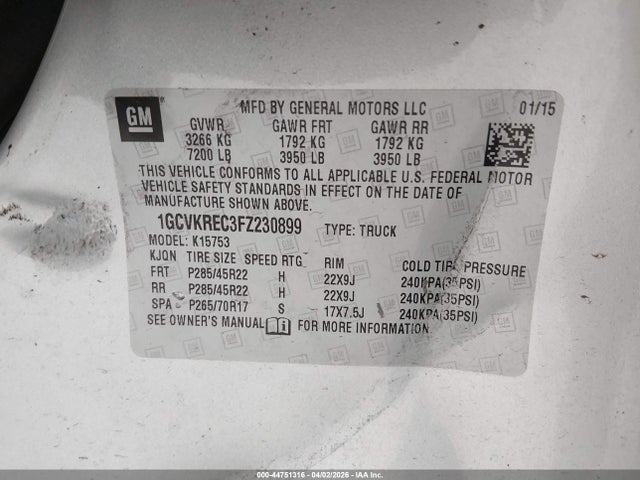 GM
MFD BY GENERAL MOTORS LLC 01/15
GVWR GAWR FRT GAWR RR
3266 KG 1792 KG 1792 KG
7200 LB 3950 LB 3950 LB
THIS VEHICLE CONFORMS TO ALL APPLICABLE U.S. FEDERAL MOTOR
VEHICLE SAFETY STANDARDS IN EFFECT ON THE DATE OF
MANUFACTURE SHOWN ABOVE.
1GCVKREC3FZ230899 TYPE: TRUCK
MODEL: K15753
KJQN TIRE SIZE SPEED RTG RIM COLD TIRE PRESSURE
FRT P285/45R22 H 22X9J 240KPA(35PSI)
RR P285/45R22 H 22X9J 240KPA(35PSI)
SPA P265/70R17 S 17X7.5J 240KPA(35PSI)
SEE OWNER'S MANUAL FOR MORE INFORMATION
000-44751316 - 04/02/2026 - IAAI.COM